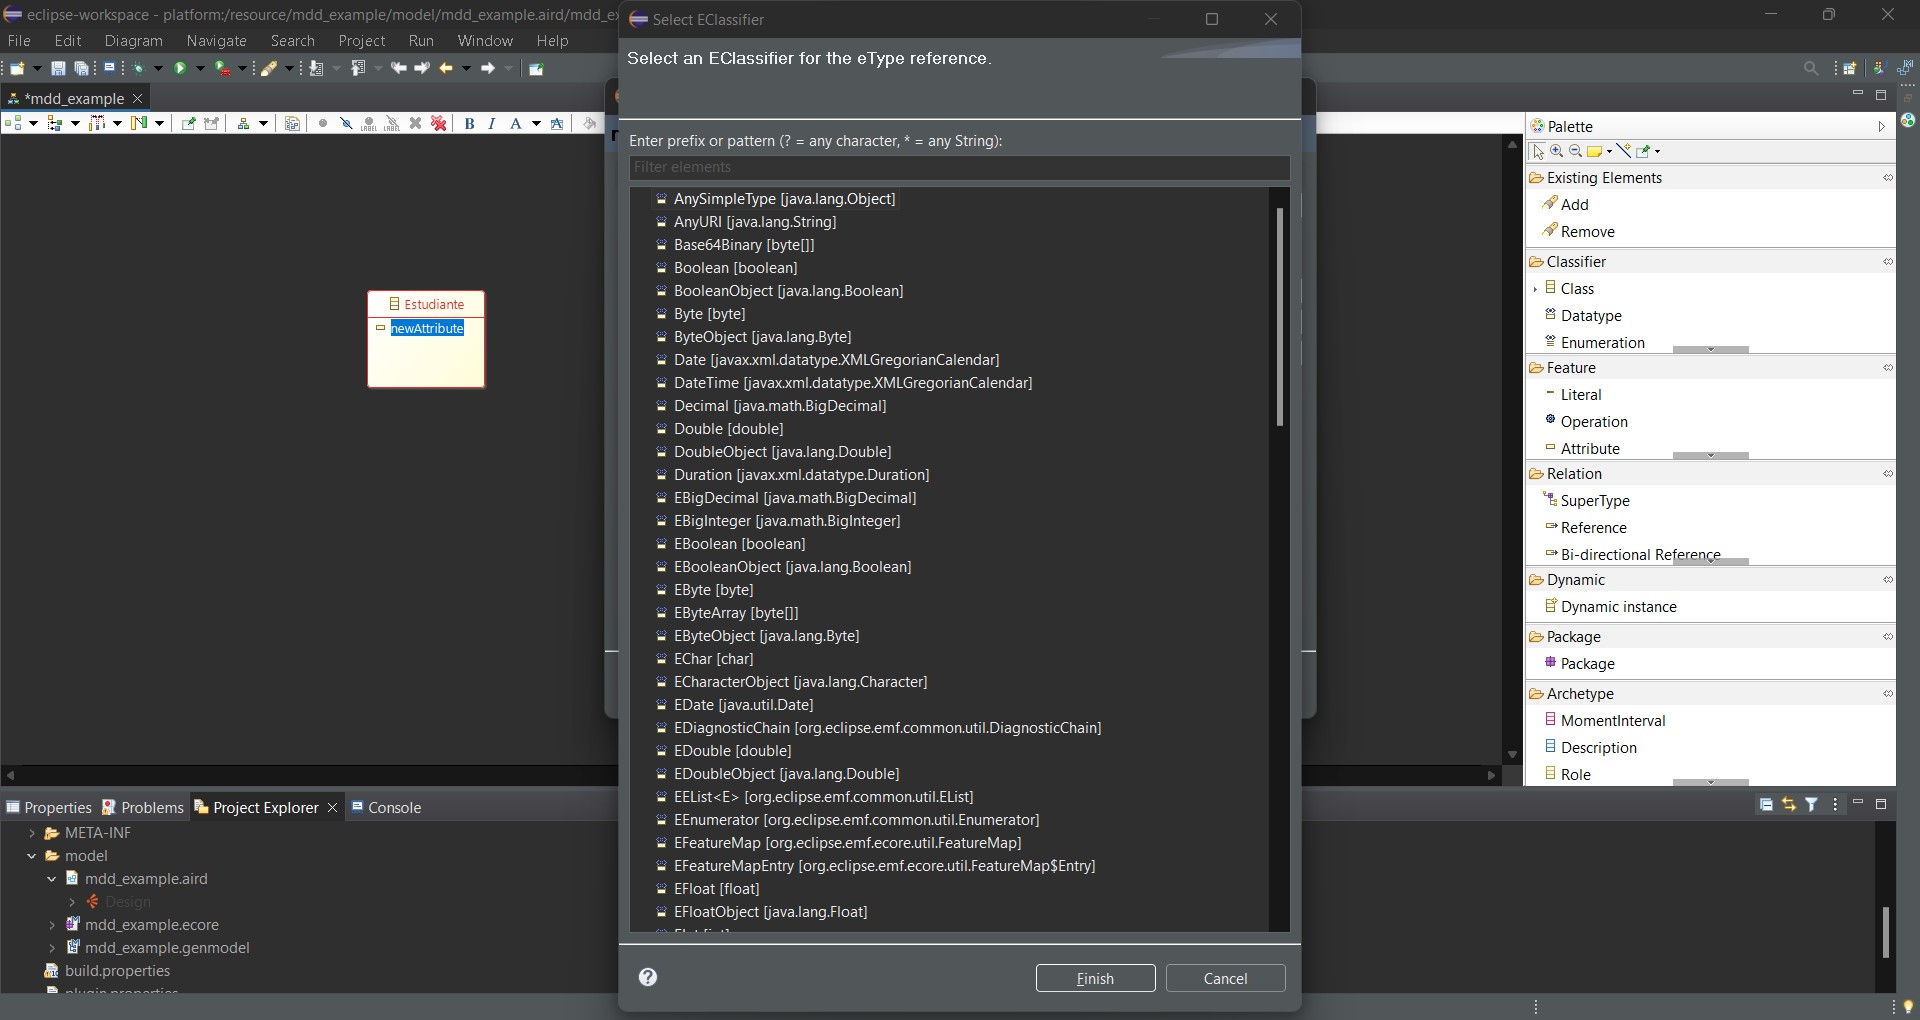 eclipse-workspace - platform:/resource/mdd_example/model/mdd_example.aird/mdd_e
File Edit Diagram Navigate Search Project Run Window Help
*mdd_example
LABEL LABEL B I A A
Estudiante
newAttribute
Select EClassifier
Select an EClassifier for the eType reference.
Enter prefix or pattern (? = any character, * = any String):
Filter elements
AnySimpleType [java.lang.Object]
AnyURI [java.lang.String]
Base64Binary [byte[]]
Boolean [boolean]
BooleanObject [java.lang.Boolean]
Byte [byte]
ByteObject [java.lang.Byte]
Date [javax.xml.datatype.XMLGregorianCalendar]
DateTime [javax.xml.datatype.XMLGregorianCalendar]
Decimal [java.math.BigDecimal]
Double [double]
DoubleObject [java.lang.Double]
Duration [javax.xml.datatype.Duration]
EBigDecimal [java.math.BigDecimal]
EBigInteger [java.math.BigInteger]
EBoolean [boolean]
EBooleanObject [java.lang.Boolean]
EByte [byte]
EByteArray [byte[]]
EByteObject [java.lang.Byte]
EChar [char]
ECharacterObject [java.lang.Character]
EDate [java.util.Date]
EDiagnosticChain [org.eclipse.emf.common.util.DiagnosticChain]
EDouble [double]
EDoubleObject [java.lang.Double]
EEList<E> [org.eclipse.emf.common.util.EList]
EEnumerator [org.eclipse.emf.common.util.Enumerator]
EFeatureMap [org.eclipse.emf.ecore.util.FeatureMap]
EFeatureMapEntry [org.eclipse.emf.ecore.util.FeatureMap$Entry]
EFloat [float]
EFloatObject [java.lang.Float]
Finish
Cancel
Palette
Existing Elements
Add
Remove
Classifier
Class
Datatype
Enumeration
Feature
Literal
Operation
Attribute
Relation
SuperType
Reference
Bi-directional Reference
Dynamic
Dynamic instance
Package
Package
Archetype
MomentInterval
Description
Role
Properties Problems Project Explorer Console
META-INF
model
mdd_example.aird
Design
mdd_example.ecore
mdd_example.genmodel
build.properties